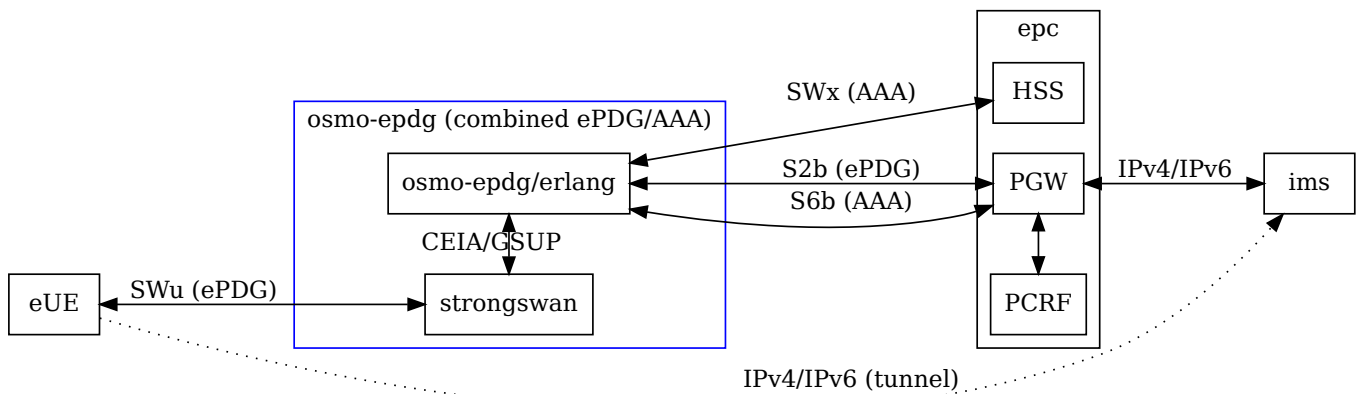 epc
SWx (AAA)
HSS
osmo-epdg (combined ePDG/AAA)
osmo-epdg/erlang
S2b (ePDG)
S6b (AAA)
PGW
IPv4/IPv6
ims
CEIA/GSUP
eUE
SWu (ePDG)
strongswan
PCRF
IPv4/IPv6 (tunnel)